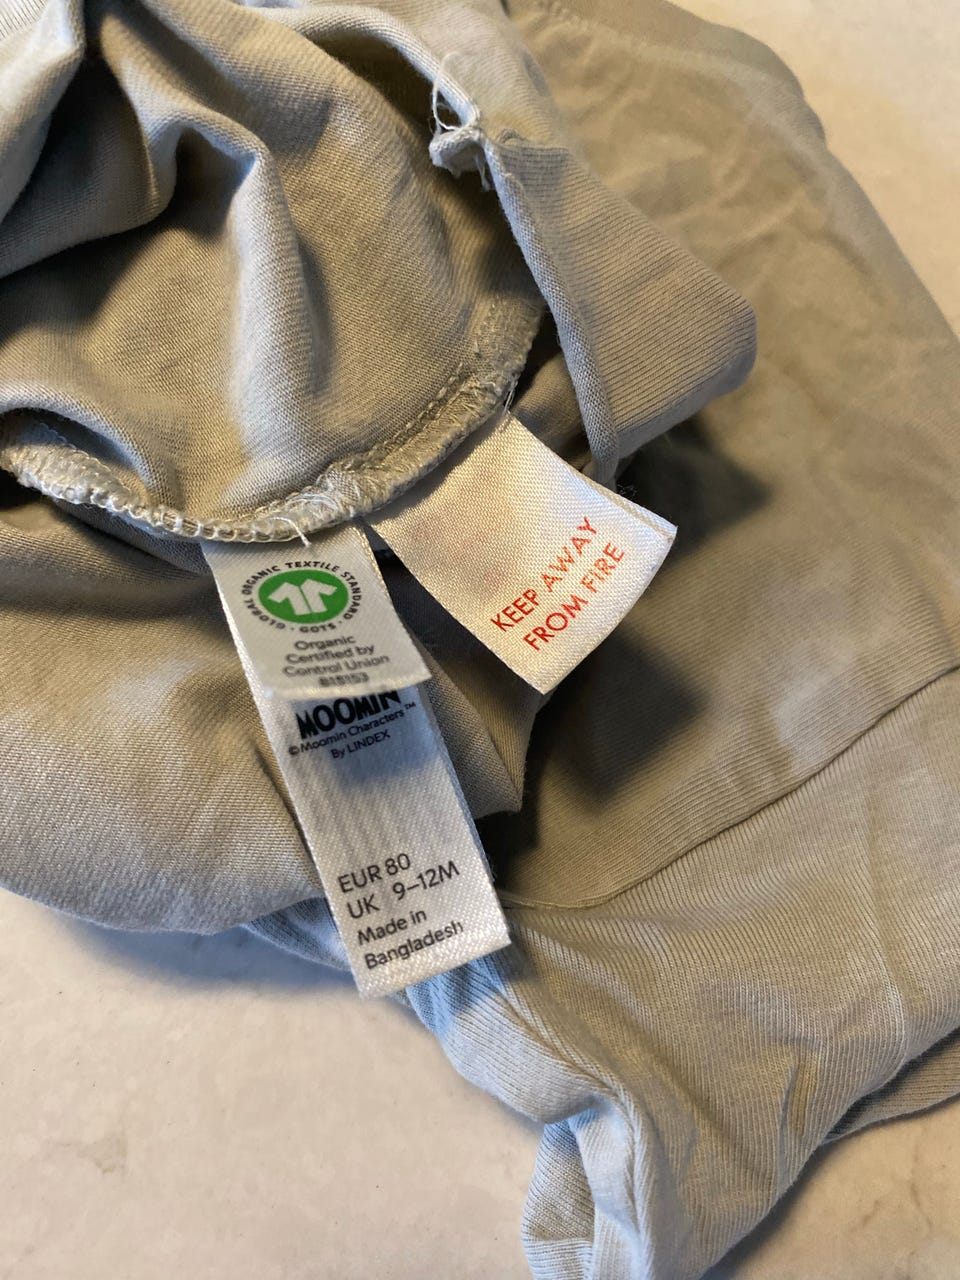 GLOBAL ORGANIC TEXTILE STANDARD
· GOTS ·
Organic
Certified by
Control Union
818153
MOOMIN
© Moomin Characters™
By LINDEX
EUR 80
UK 9–12M
Made in
Bangladesh
KEEP AWAY
FROM FIRE